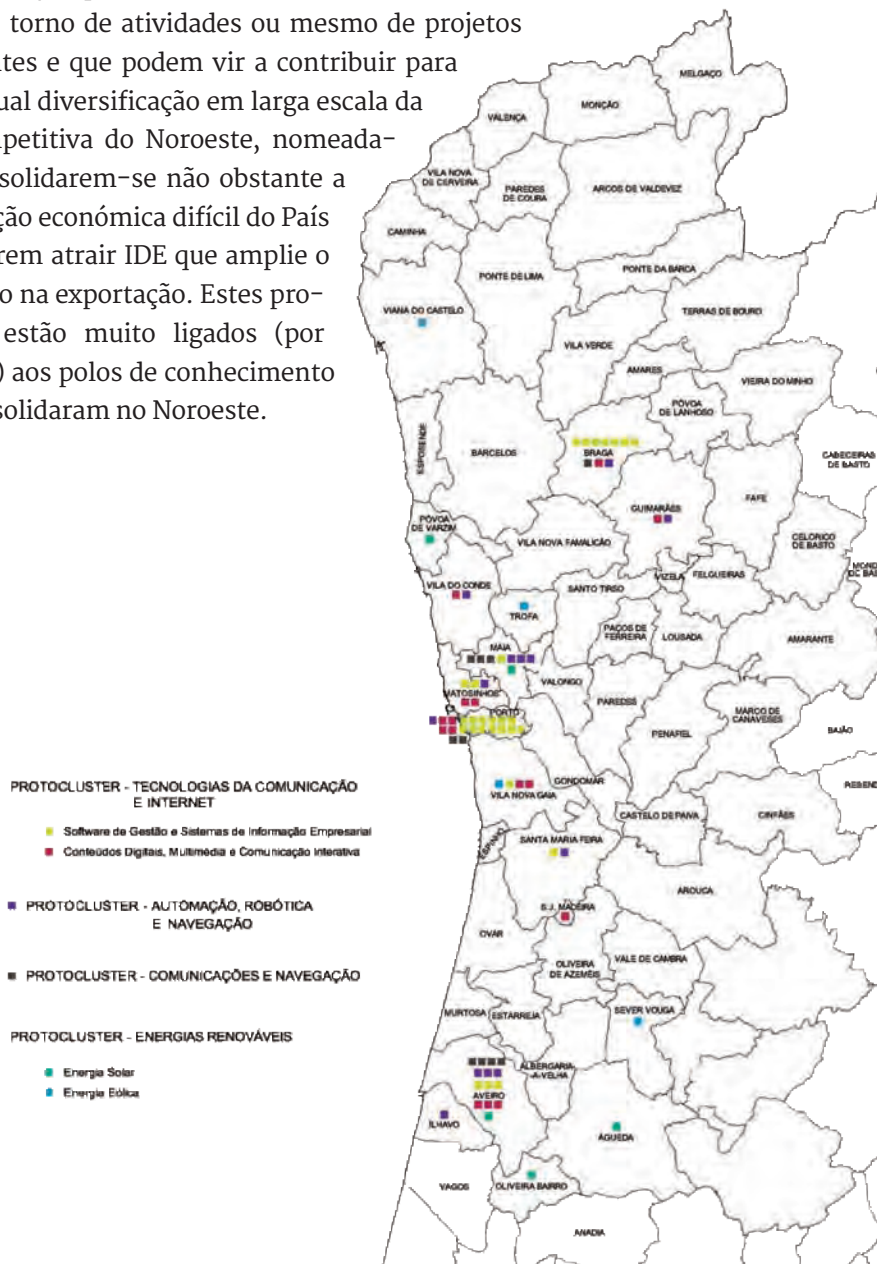 torno de atividades ou mesmo de projetos
ntes e que podem vir a contribuir para
ual diversificação em larga escala da
petitiva do Noroeste, nomeada-
solidarem-se não obstante a
ção económica difícil do País
rem atrair IDE que amplie o
o na exportação. Estes pro-
estão muito ligados (por
) aos polos de conhecimento
solidaram no Noroeste.
MELGAÇO
MONÇÃO
VALENÇA
VILA NOVA
DE CERVEIRA
PAREDES
DE COURA
ARCOS DE VALDEVEZ
CAMINHA
PONTE DE LIMA
PONTE DA BARCA
VIANA DO CASTELO
TERRAS DE BOURO
VILA VERDE
AMARES
VIEIRA DO MINHO
PÓVOA
DE LANHOSO
ESPOSENDE
BARCELOS
BRAGA
CABECEIRAS
DE BASTO
GUIMARÃES
FAFE
PÓVOA
DE VARZIM
VILA NOVA FAMALICÃO
CELORICO
DE BASTO
MOND
DE BAS
VILA DO CONDE
SANTO TIRSO
VIZELA
FELGUEIRAS
TROFA
PAÇOS DE
FERREIRA
LOUSADA
AMARANTE
MAIA
VALONGO
MATOSINHOS
PAREDES
MARCO DE
CANAVESES
PORTO
PENAFIEL
BAIÃO
GONDOMAR
VILA NOVA GAIA
RESEND
CASTELO DE PAIVA
CINFÃES
ESPINHO
SANTA MARIA FEIRA
AROUCA
S.J. MADEIRA
OVAR
OLIVEIRA
DE AZEMÉIS
VALE DE CAMBRA
MURTOSA
ESTARREJA
SEVER VOUGA
ALBERGARIA
-A-VELHA
AVEIRO
ÍLHAVO
ÁGUEDA
VAGOS
OLIVEIRA BAIRRO
ANADIA
PROTOCLUSTER - TECNOLOGIAS DA COMUNICAÇÃO
E INTERNET
Software de Gestão e Sistemas de Informação Empresarial
Conteúdos Digitais, Multimédia e Comunicação Interativa
PROTOCLUSTER - AUTOMAÇÃO, ROBÓTICA
E NAVEGAÇÃO
PROTOCLUSTER - COMUNICAÇÕES E NAVEGAÇÃO
PROTOCLUSTER - ENERGIAS RENOVÁVEIS
Energia Solar
Energia Eólica